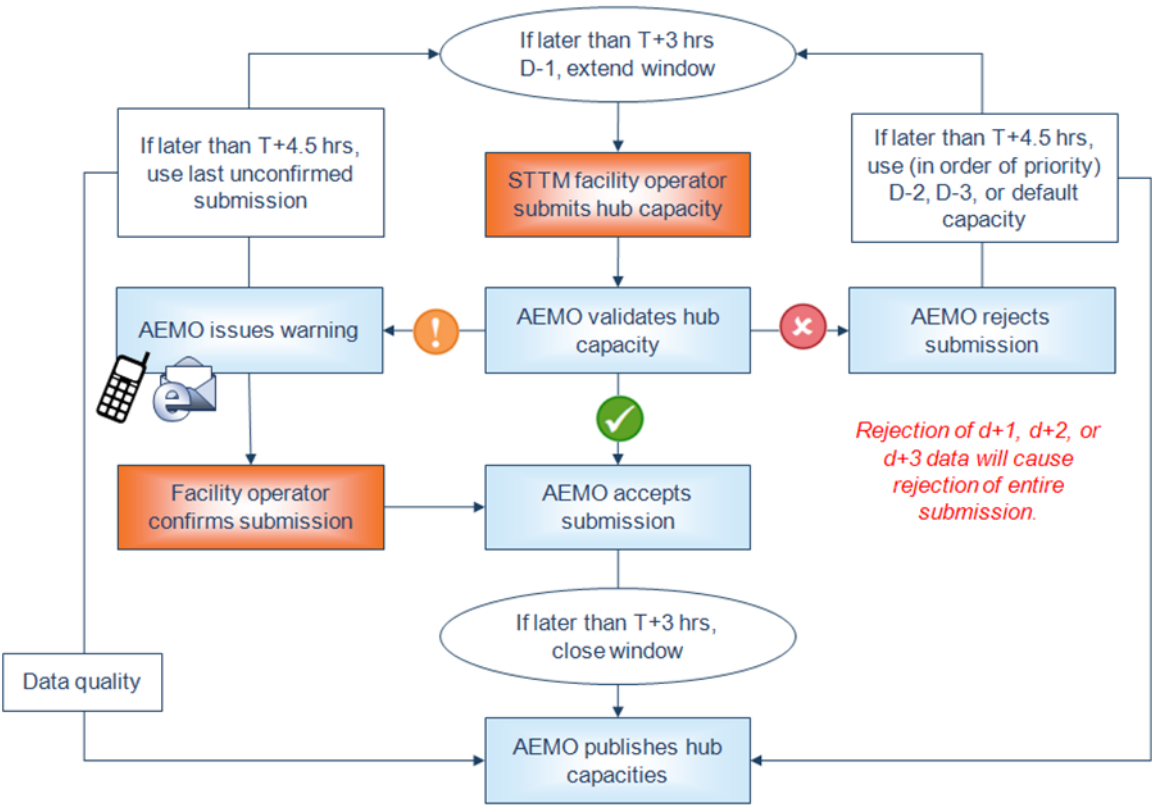 If later than T+3 hrs
D-1, extend window
If later than T+4.5 hrs,
use last unconfirmed
submission
STTM facility operator
submits hub capacity
If later than T+4.5 hrs,
use (in order of priority)
D-2, D-3, or default
capacity
AEMO issues warning
!
AEMO validates hub
capacity
AEMO rejects
submission
e
Rejection of d+1, d+2, or
d+3 data will cause
rejection of entire
submission.
Facility operator
confirms submission
AEMO accepts
submission
If later than T+3 hrs,
close window
Data quality
AEMO publishes hub
capacities